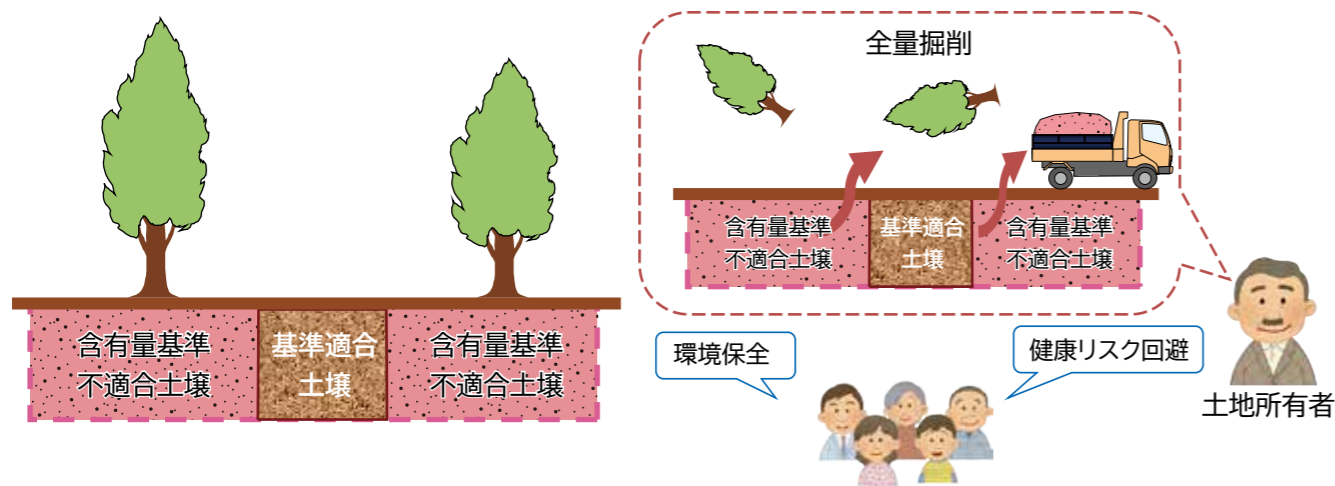 含有量基準
不適合土壌
基準適合
土壌
含有量基準
不適合土壌
全量掘削
含有量基準
不適合土壌
基準適合
土壌
含有量基準
不適合土壌
環境保全
健康リスク回避
土地所有者